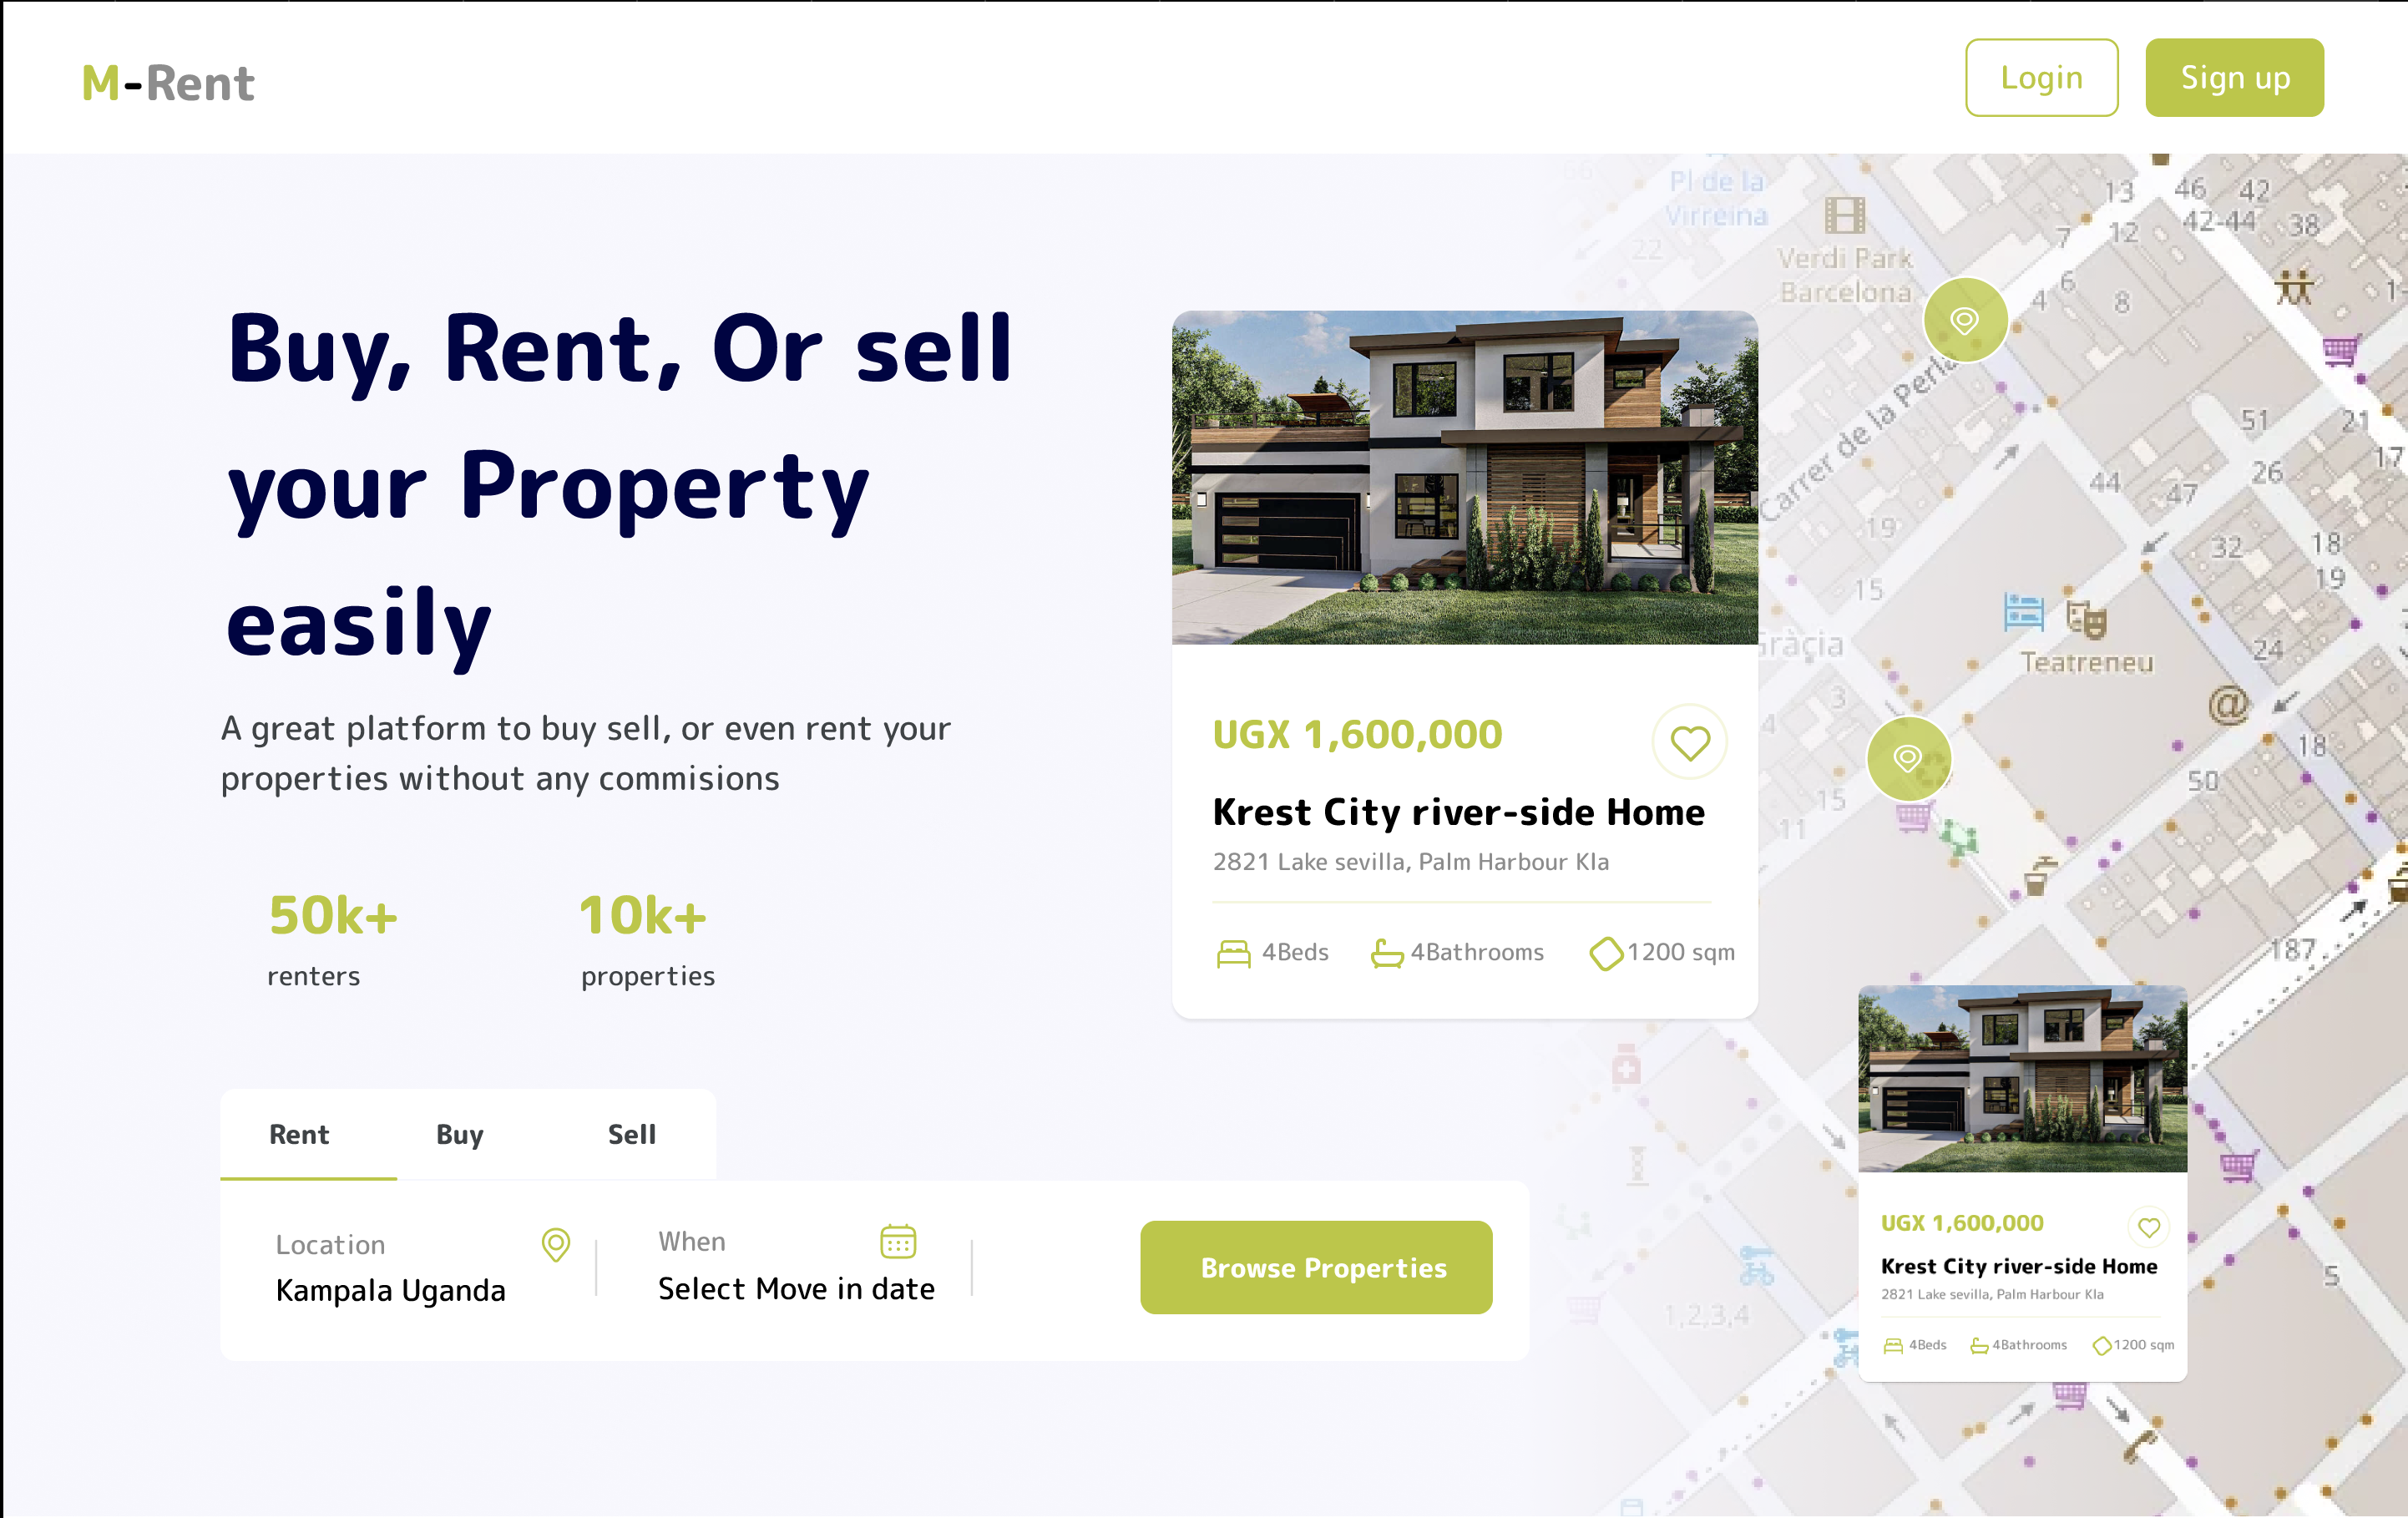 M-Rent
Login
Sign up
Buy, Rent, Or sell
your Property
easily
A great platform to buy sell, or even rent your
properties without any commisions
50k+
renters
10k+
properties
Rent
Buy
Sell
Location
Kampala Uganda
When
Select Move in date
Browse Properties
UGX 1,600,000
Krest City river-side Home
2821 Lake sevilla, Palm Harbour Kla
4Beds
4Bathrooms
1200 sqm
66
Pl de la
Virreina
22
Verdi Park
Barcelona
13
46
42
42-44
38
7
12
6
4
8
Carrer de la Perla
51
21
17
26
44
47
19
32
18
19
15
Gràcia
Teatreneu
24
3
4
18
50
15
11
187
1,2,3,4
5
UGX 1,600,000
Krest City river-side Home
2821 Lake sevilla, Palm Harbour Kla
4Beds
4Bathrooms
1200 sqm